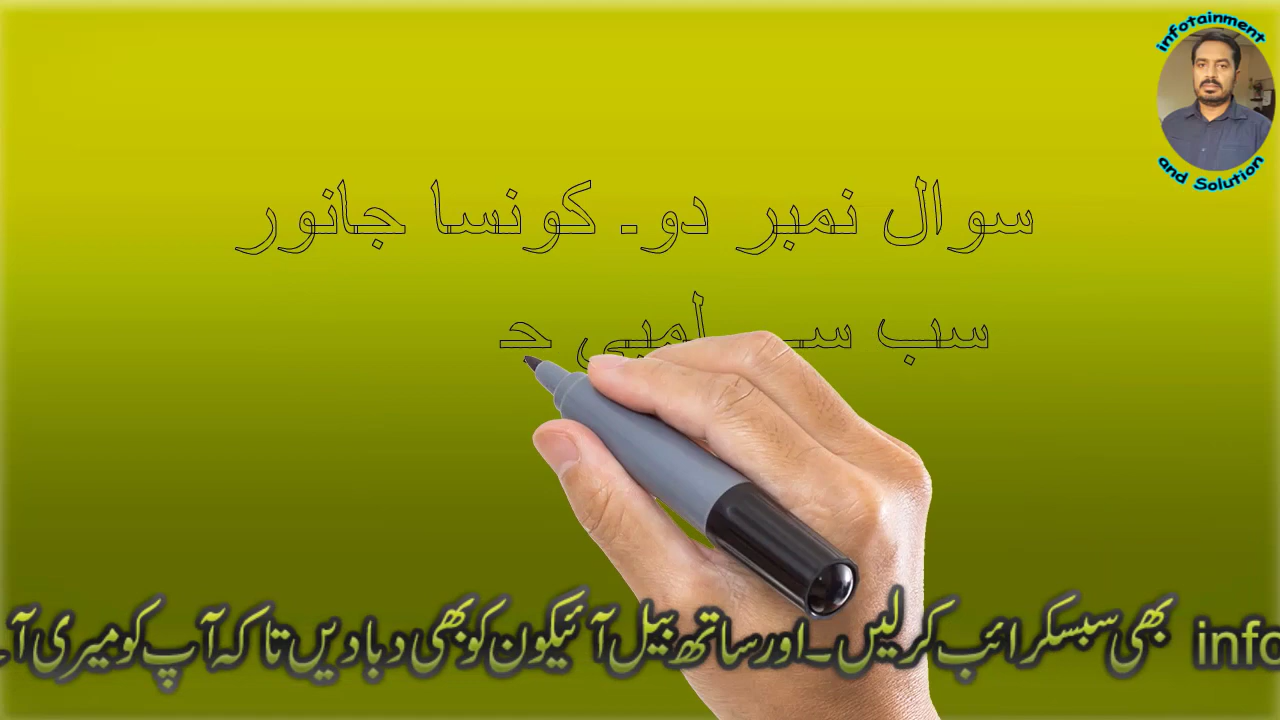 infotainment
and Solution
سوال نمبر دو۔ کونسا جانور
سب سے لمبی
بھی سبسکرائب کرلیں۔ اور ساتھ بیل آئیکون کو بھی دبا دیں تاکہ آپ کو میری آ
info